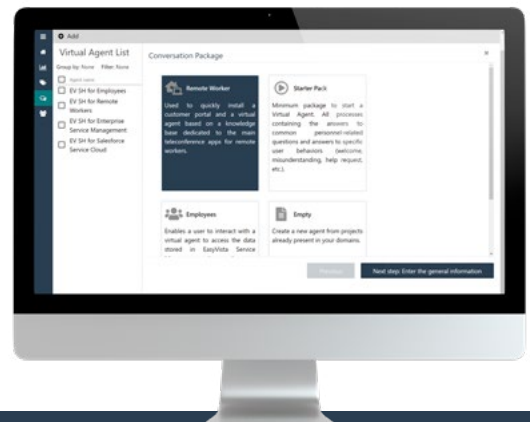 Add
Virtual Agent List
Group by: None Filter: None
Agent name
EV SH for Employees
EV SH for Remote
Workers
EV SH for Enterprise
Service Management
EV SH for Salesforce
Service Cloud
Conversation Package
×
Remote Worker
Used to quickly install a
customer portal and a virtual
agent based on a knowledge
base dedicated to the main
teleconference apps for remote
workers.
Starter Pack
Minimum package to start a
Virtual Agent. All processes
containing the answers to
common personnel-related
questions and answers to specific
user behaviors (welcome,
misunderstanding, help request,
etc.).
Employees
Enables a user to interact with a
virtual agent to access the data
stored in EasyVista Service
Empty
Create a new agent from projects
already present in your domains.
Previous
Next step: Enter the general information